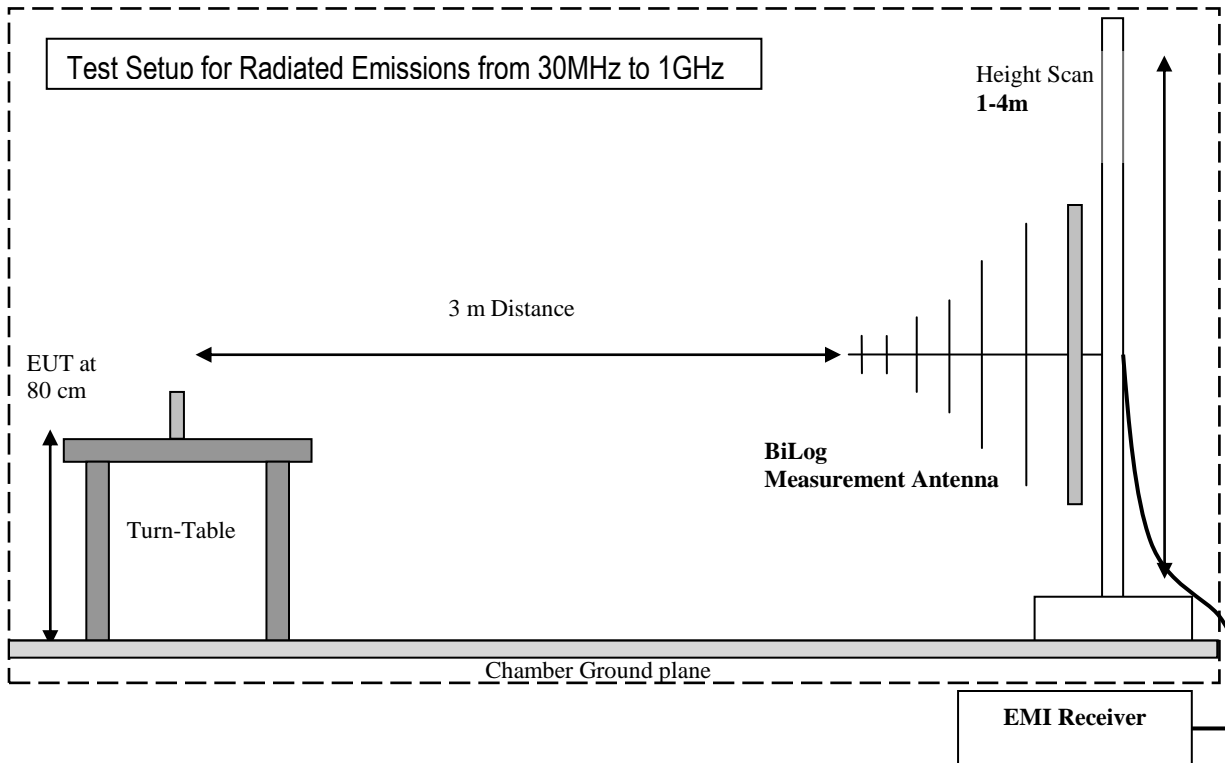 Test Setup for Radiated Emissions from 30MHz to 1GHz
Height Scan
1-4m
3 m Distance
EUT at
80 cm
BiLog
Measurement Antenna
Turn-Table
Chamber Ground plane
EMI Receiver